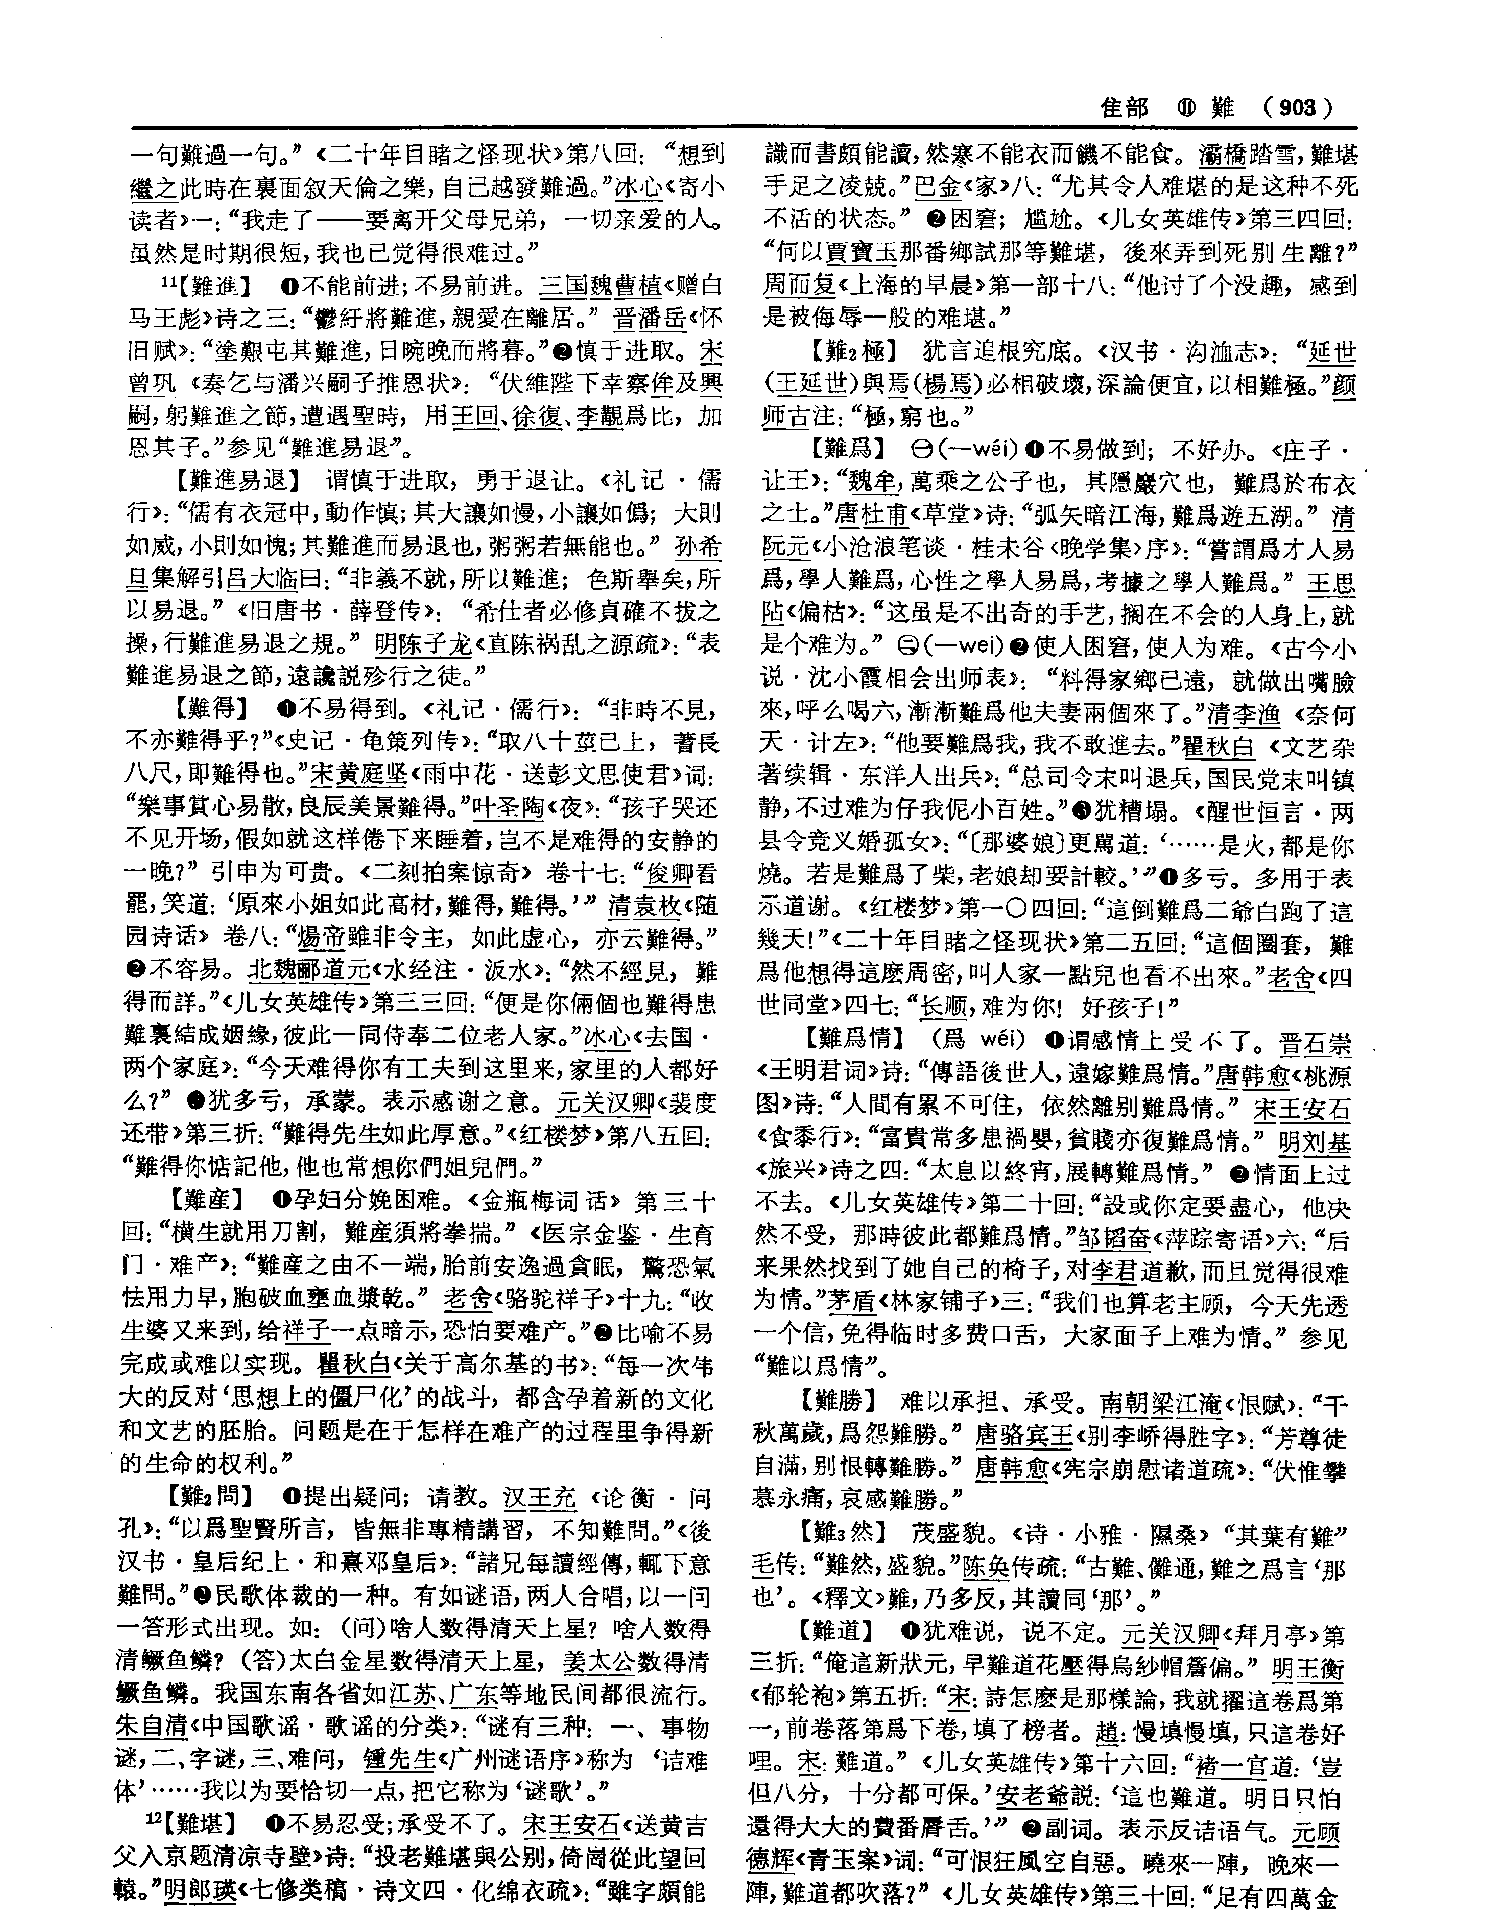 隹部 ⑪ 難 （903）
一句難過一句。”《二十年目睹之怪现状》第八回：“想到
繼之此時在裏面叙天倫之樂，自己越發難過。”冰心《寄小
读者》一：“我走了——要离开父母兄弟，一切亲爱的人。
虽然是时期很短，我也已觉得很难过。”
11【難進】 ❶不能前进；不易前进。三国魏曹植《赠白
马王彪》诗之三：“鬱紆將難進，親愛在離居。”晋潘岳《怀
旧赋》：“塗艱屯其難進，日晼晚而將暮。”❷慎于进取。宋
曾巩《奏乞与潘兴嗣子推恩状》：“伏維陛下幸察侔及興
嗣，躬難進之節，遭遇聖時，用王回、徐復、李觀爲比，加
恩其子。”参见“難進易退”。
【難進易退】 谓慎于进取，勇于退让。《礼记·儒
行》：“儒有衣冠中，動作慎；其大讓如慢，小讓如僞；大則
如威，小則如愧；其難進而易退也，粥粥若無能也。”孙希
旦集解引吕大临曰：“非義不就，所以難進；色斯舉矣，所
以易退。”《旧唐书·薛登传》：“希仕者必修貞確不拔之
操，行難進易退之規。”明陈子龙《直陈祸乱之源疏》：“表
難進易退之節，遠讒説殄行之徒。”
【難得】 ❶不易得到。《礼记·儒行》：“非時不見，
不亦難得乎？”《史记·龟策列传》：“取八十莖已上，蓍長
八尺，即難得也。”宋黄庭坚《雨中花·送彭文思使君》词：
“樂事賞心易散，良辰美景難得。”叶圣陶《夜》：“孩子哭还
不见开场，假如就这样倦下来睡着，岂不是难得的安静的
一晚？”引申为可贵。《二刻拍案惊奇》卷十七：“俊卿看
罷，笑道：‘原來小姐如此高材，難得，難得。’”清袁枚《随
园诗话》卷八：“煬帝雖非令主，如此虚心，亦云難得。”
❷不容易。北魏郦道元《水经注·汳水》：“然不經見，難
得而詳。”《儿女英雄传》第三三回：“便是你倆個也難得患
難裏結成姻緣，彼此一同侍奉二位老人家。”冰心《去国·
两个家庭》：“今天难得你有工夫到这里来，家里的人都好
么？”❸犹多亏，承蒙。表示感谢之意。元关汉卿《裴度
还带》第三折：“難得先生如此厚意。”《红楼梦》第八五回：
“難得你惦記他，他也常想你們姐兒們。”
【難産】 ❶孕妇分娩困难。《金瓶梅词话》第三十
回：“横生就用刀割，難産須將拳揣。”《医宗金鉴·生育
门·难产》：“難産之由不一端，胎前安逸過貪眠，驚恐氣
怯用力早，胞破血壅血漿乾。”老舍《骆驼祥子》十九：“收
生婆又来到，给祥子一点暗示，恐怕要难产。”❷比喻不易
完成或难以实现。瞿秋白《关于高尔基的书》：“每一次伟
大的反对‘思想上的僵尸化’的战斗，都含孕着新的文化
和文艺的胚胎。问题是在于怎样在难产的过程里争得新
的生命的权利。”
【難2問】 ❶提出疑问；请教。汉王充《论衡·问
孔》：“以爲聖賢所言，皆無非專精講習，不知難問。”《後
汉书·皇后纪上·和熹邓皇后》：“諸兄每讀經傳，輒下意
難問。”❷民歌体裁的一种。有如谜语，两人合唱，以一问
一答形式出现。如：（问）啥人数得清天上星？啥人数得
清鳜鱼鳞？（答）太白金星数得清天上星，姜太公数得清
鳜鱼鳞。我国东南各省如江苏、广东等地民间都很流行。
朱自清《中国歌谣·歌谣的分类》：“谜有三种：一、事物
谜，二、字谜，三、难问，锺先生《广州谜语序》称为‘诘难
体’……我以为要恰切一点，把它称为‘谜歌’。”
12【難堪】 ❶不易忍受；承受不了。宋王安石《送黄吉
父入京题清凉寺壁》诗：“投老難堪與公别，倚崗從此望回
轅。”明郎瑛《七修类稿·诗文四·化绵衣疏》：“雖字頗能
識而書頗能讀，然寒不能衣而饑不能食。灞橋踏雪，難堪
手足之凌兢。”巴金《家》八：“尤其令人难堪的是这种不死
不活的状态。”❷困窘；尴尬。《儿女英雄传》第三四回：
“何以賈寶玉那番鄉試那等難堪，後來弄到死别生離？”
周而复《上海的早晨》第一部十八：“他讨了个没趣，感到
是被侮辱一般的难堪。”
【難2極】 犹言追根究底。《汉书·沟洫志》：“延世
（王延世）與焉（楊焉）必相破壞，深論便宜，以相難極。”颜
师古注：“極，窮也。”
【難爲】 ㊀（—wéi）❶不易做到；不好办。《庄子·
让王》：“魏牟，萬乘之公子也，其隱巖穴也，難爲於布衣
之士。”唐杜甫《草堂》诗：“弧矢暗江海，難爲遊五湖。”清
阮元《小沧浪笔谈·桂未谷〈晚学集〉序》：“嘗謂爲才人易
爲，學人難爲，心性之學人易爲，考據之學人難爲。”王思
玷《偏枯》：“这虽是不出奇的手艺，搁在不会的人身上，就
是个难为。”㊁（—wei）❷使人困窘，使人为难。《古今小
说·沈小霞相会出师表》：“料得家鄉已遠，就做出嘴臉
來，呼么喝六，漸漸難爲他夫妻兩個來了。”清李渔《奈何
天·计左》：“他要難爲我，我不敢進去。”瞿秋白《文艺杂
著续辑·东洋人出兵》：“总司令末叫退兵，国民党末叫镇
静，不过难为仔我伲小百姓。”❸犹糟塌。《醒世恒言·两
县令竞义婚孤女》：“〔那婆娘〕更駡道：‘……是火，都是你
燒。若是難爲了柴，老娘却要計較。’”❹多亏。多用于表
示道谢。《红楼梦》第一〇四回：“這倒難爲二爺白跑了這
幾天！”《二十年目睹之怪现状》第二五回：“這個圈套，難
爲他想得這麽周密，叫人家一點兒也看不出來。”老舍《四
世同堂》四七：“长顺，难为你！好孩子！”
【難爲情】 （爲 wéi） ❶谓感情上受不了。晋石崇
《王明君词》诗：“傳語後世人，遠嫁難爲情。”唐韩愈《桃源
图》诗：“人間有累不可住，依然離别難爲情。”宋王安石
《食黍行》：“富貴常多患禍嬰，貧賤亦復難爲情。”明刘基
《旅兴》诗之四：“太息以終宵，展轉難爲情。”❷情面上过
不去。《儿女英雄传》第二十回：“設或你定要盡心，他决
然不受，那時彼此都難爲情。”邹韬奋《萍踪寄语》六：“后
来果然找到了她自己的椅子，对李君道歉，而且觉得很难
为情。”茅盾《林家铺子》三：“我们也算老主顾，今天先透
一个信，免得临时多费口舌，大家面子上难为情。”参见
“難以爲情”。
【難勝】 难以承担、承受。南朝梁江淹《恨赋》：“千
秋萬歲，爲怨難勝。”唐骆宾王《别李峤得胜字》：“芳尊徒
自滿，别恨轉難勝。”唐韩愈《宪宗崩慰诸道疏》：“伏惟攀
慕永痛，哀感難勝。”
【難3然】 茂盛貌。《诗·小雅·隰桑》“其葉有難”
毛传：“難然，盛貌。”陈奂传疏：“古難、儺通，難之爲言‘那
也’。《釋文》難，乃多反，其讀同‘那’。”
【難道】 ❶犹难说，说不定。元关汉卿《拜月亭》第
三折：“俺這新狀元，早難道花壓得烏紗帽簷偏。”明王衡
《郁轮袍》第五折：“宋：詩怎麽是那樣論，我就擢這卷爲第
一，前卷落第爲下卷，填了榜者。趙：慢填慢填，只這卷好
哩。宋：難道。”《儿女英雄传》第十六回：“褚一官道：‘豈
但八分，十分都可保。’安老爺説：‘這也難道。明日只怕
還得大大的費番脣舌。’”❷副词。表示反诘语气。元顾
德辉《青玉案》词：“可恨狂風空自惡。曉來一陣，晚來一
陣，難道都吹落？”《儿女英雄传》第三十回：“足有四萬金